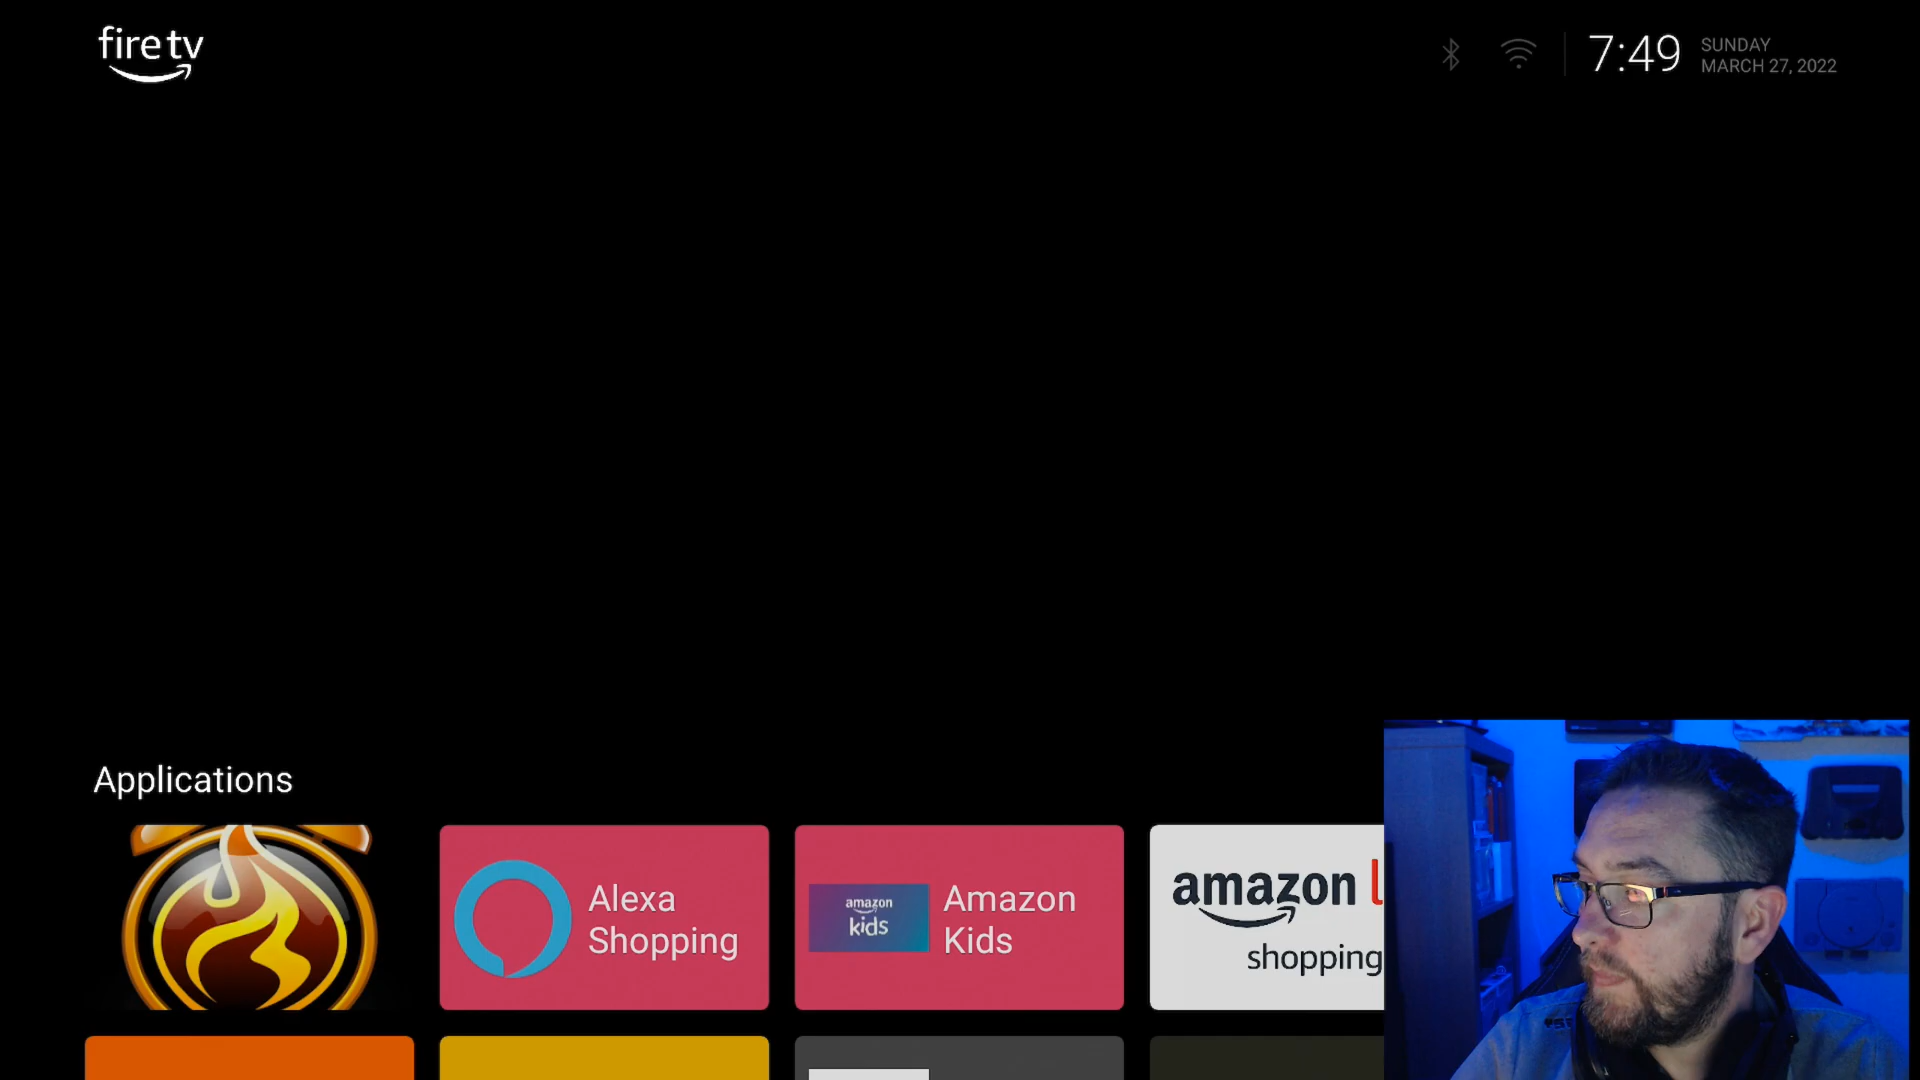 fire tv
7:49
SUNDAY
MARCH 27, 2022
Applications
Alexa
Shopping
amazon
kids
Amazon
Kids
amazon
shopping